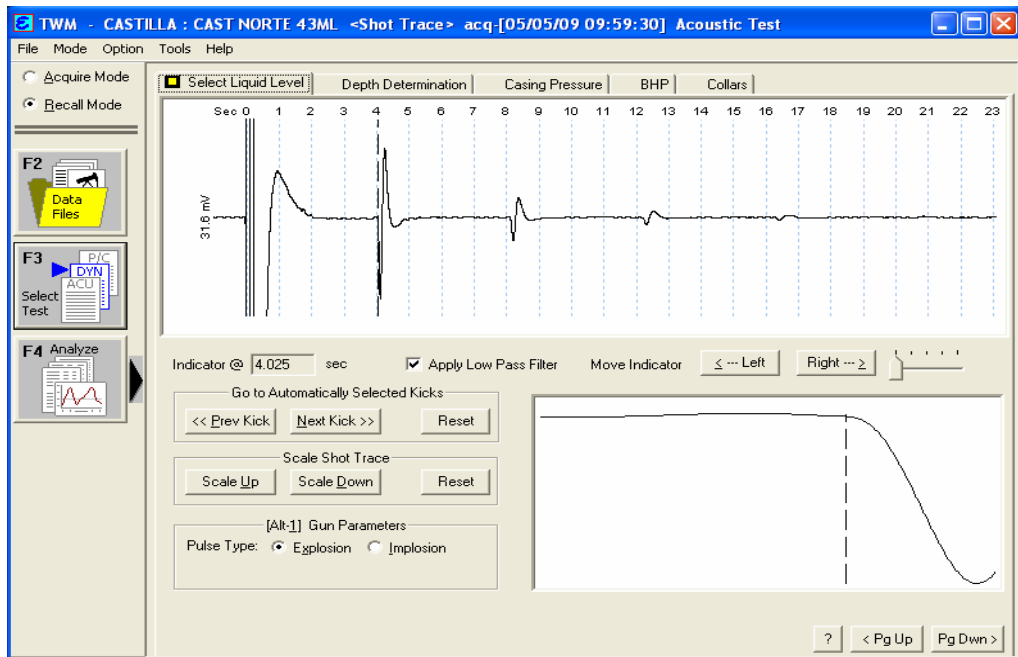 TWM - CASTILLA : CAST NORTE 43ML <Shot Trace> acq-[05/05/09 09:59:30] Acoustic Test
File Mode Option Tools Help
Acquire Mode
Recall Mode
F2
Data
Files
F3
P/C
DYN
ACU
Select
Test
F4 Analyze
Select Liquid Level
Depth Determination
Casing Pressure
BHP
Collars
Sec 0 1 2 3 4 5 6 7 8 9 10 11 12 13 14 15 16 17 18 19 20 21 22 23
31.6 mV
Indicator @ 4.025 sec
Apply Low Pass Filter
Move Indicator
< --- Left
Right --- >
Go to Automatically Selected Kicks
<< Prev Kick
Next Kick >>
Reset
Scale Shot Trace
Scale Up
Scale Down
Reset
[Alt-1] Gun Parameters
Pulse Type: Explosion Implosion
?
< Pg Up
Pg Dwn >